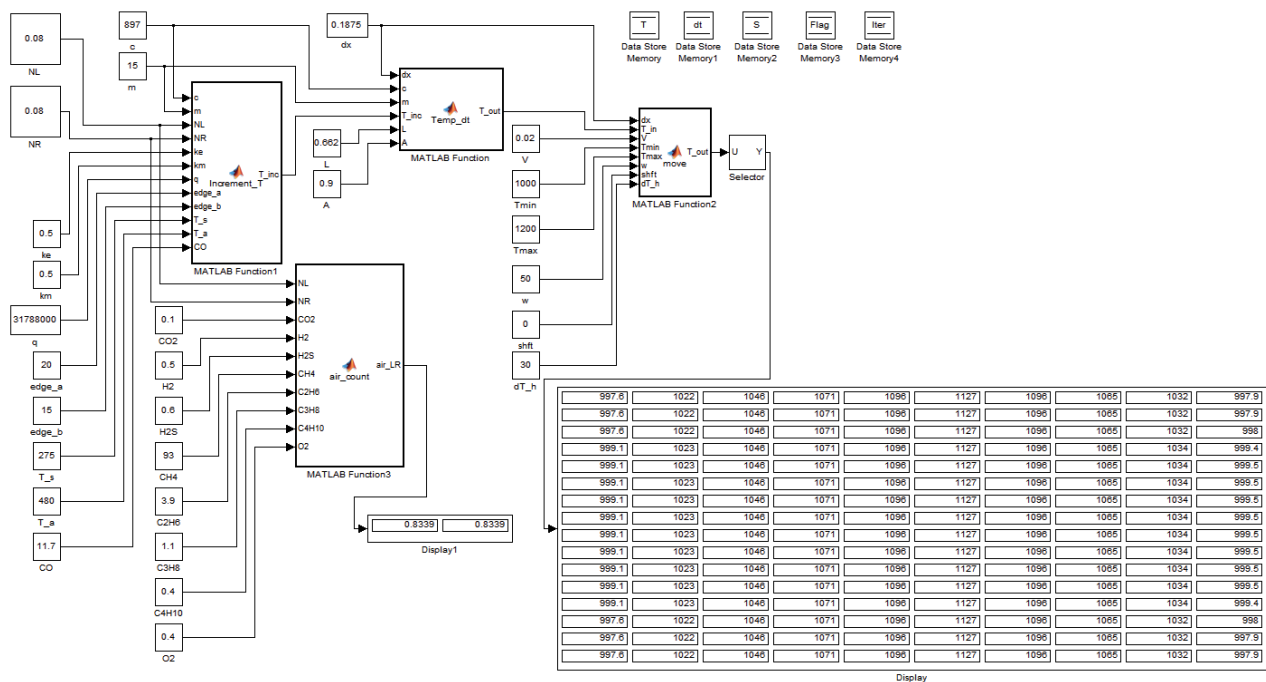 0.08
NL
0.08
NR
897
c
15
m
0.1875
dx
T
Data Store
Memory
dt
Data Store
Memory1
S
Data Store
Memory2
Flag
Data Store
Memory3
Iter
Data Store
Memory4
c
m
NL
NR
ke
km
q
edge_a
edge_b
T_s
T_a
CO
Increment_T
T_inc
MATLAB Function1
dx
c
m
T_inc
L
A
Temp_dt
T_out
MATLAB Function
0.662
L
0.9
A
0.02
V
1000
Tmin
1200
Tmax
50
w
0
shft
30
dT_h
dx
T_in
V
Tmin
Tmax
w
shft
dT_h
move
T_out
MATLAB Function2
U Y
Selector
0.5
ke
0.5
km
31788000
q
20
edge_a
15
edge_b
275
T_s
480
T_a
11.7
CO
0.1
CO2
0.5
H2
0.6
H2S
93
CH4
3.9
C2H6
1.1
C3H8
0.4
C4H10
0.4
O2
NL
NR
CO2
H2
H2S
CH4
C2H6
C3H8
C4H10
O2
air_count
air_LR
MATLAB Function3
0.8339 0.8339
Display1
997.6 1022 1046 1071 1096 1127 1096 1065 1032 997.9
997.6 1022 1046 1071 1096 1127 1096 1065 1032 997.9
997.6 1022 1046 1071 1096 1127 1096 1065 1032 998
999.1 1023 1046 1071 1096 1127 1096 1065 1034 999.4
999.1 1023 1046 1071 1096 1127 1096 1065 1034 999.5
999.1 1023 1046 1071 1096 1127 1096 1065 1034 999.5
999.1 1023 1046 1071 1096 1127 1096 1065 1034 999.5
999.1 1023 1046 1071 1096 1127 1096 1065 1034 999.5
999.1 1023 1046 1071 1096 1127 1096 1065 1034 999.5
999.1 1023 1046 1071 1096 1127 1096 1065 1034 999.5
999.1 1023 1046 1071 1096 1127 1096 1065 1034 999.5
999.1 1023 1046 1071 1096 1127 1096 1065 1034 999.5
999.1 1023 1046 1071 1096 1127 1096 1065 1034 999.4
997.6 1022 1046 1071 1096 1127 1096 1065 1032 998
997.6 1022 1046 1071 1096 1127 1096 1065 1032 997.9
997.6 1022 1046 1071 1096 1127 1096 1065 1032 997.9
Display